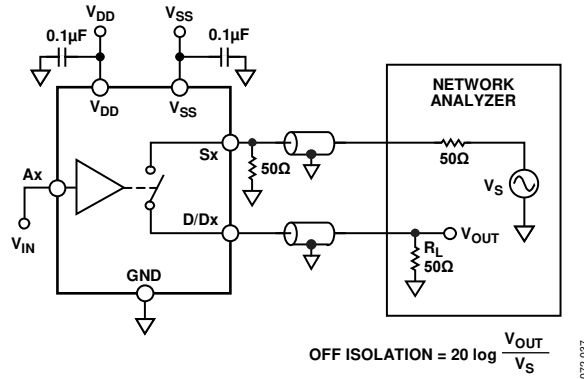 VDD
VSS
0.1µF
0.1µF
VDD
VSS
NETWORK
ANALYZER
Sx
50Ω
50Ω
Ax
VS
D/Dx
VOUT
VIN
RL
50Ω
GND
OFF ISOLATION = 20 log VOUT
VS